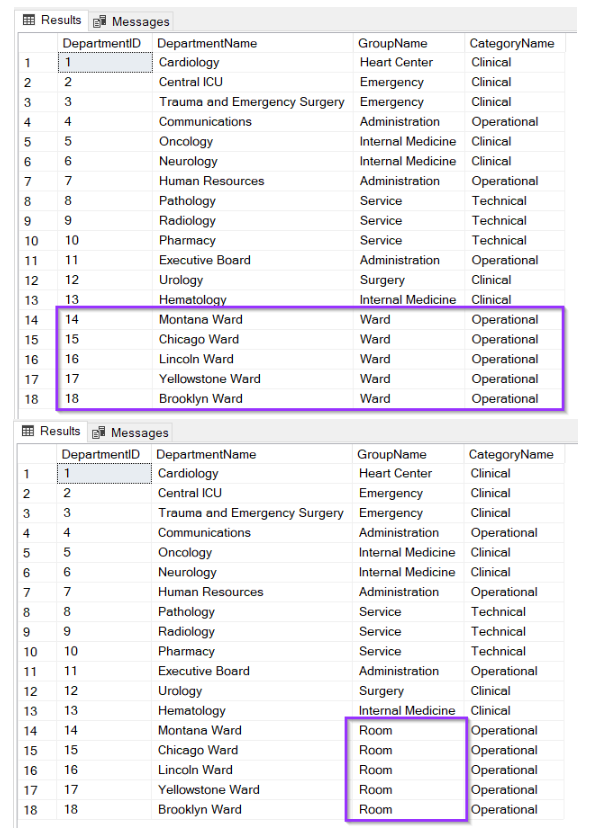 Results Messages
DepartmentID DepartmentName GroupName CategoryName
1 1 Cardiology Heart Center Clinical
2 2 Central ICU Emergency Clinical
3 3 Trauma and Emergency Surgery Emergency Clinical
4 4 Communications Administration Operational
5 5 Oncology Internal Medicine Clinical
6 6 Neurology Internal Medicine Clinical
7 7 Human Resources Administration Operational
8 8 Pathology Service Technical
9 9 Radiology Service Technical
10 10 Pharmacy Service Technical
11 11 Executive Board Administration Operational
12 12 Urology Surgery Clinical
13 13 Hematology Internal Medicine Clinical
14 14 Montana Ward Ward Operational
15 15 Chicago Ward Ward Operational
16 16 Lincoln Ward Ward Operational
17 17 Yellowstone Ward Ward Operational
18 18 Brooklyn Ward Ward Operational
Results Messages
DepartmentID DepartmentName GroupName CategoryName
1 1 Cardiology Heart Center Clinical
2 2 Central ICU Emergency Clinical
3 3 Trauma and Emergency Surgery Emergency Clinical
4 4 Communications Administration Operational
5 5 Oncology Internal Medicine Clinical
6 6 Neurology Internal Medicine Clinical
7 7 Human Resources Administration Operational
8 8 Pathology Service Technical
9 9 Radiology Service Technical
10 10 Pharmacy Service Technical
11 11 Executive Board Administration Operational
12 12 Urology Surgery Clinical
13 13 Hematology Internal Medicine Clinical
14 14 Montana Ward Room Operational
15 15 Chicago Ward Room Operational
16 16 Lincoln Ward Room Operational
17 17 Yellowstone Ward Room Operational
18 18 Brooklyn Ward Room Operational